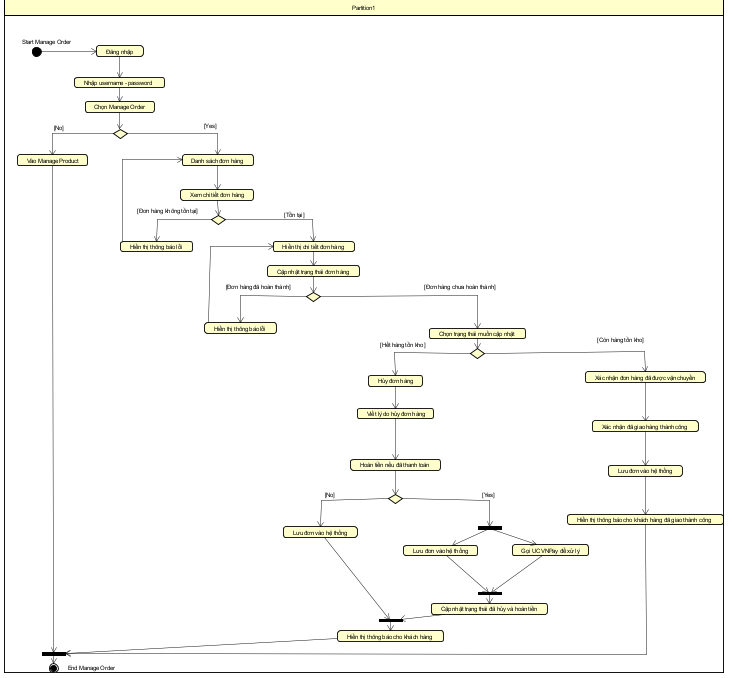 Partition1
Start Manage Order
Đăng nhập
Nhập username - password
Chọn Manage Order
[No]
[Yes]
Vào Manage Product
Danh sách đơn hàng
Xem chi tiết đơn hàng
[Đơn hàng không tồn tại]
[Tồn tại]
Hiển thị thông báo lỗi
Hiển thị chi tiết đơn hàng
Cập nhật trạng thái đơn hàng
[Đơn hàng đã hoàn thành]
[Đơn hàng chưa hoàn thành]
Hiển thị thông báo lỗi
Chọn trạng thái muốn cập nhật
[Hết hàng tồn kho]
[Còn hàng tồn kho]
Hủy đơn hàng
Xác nhận đơn hàng đã được vận chuyển
Viết lý do hủy đơn hàng
Xác nhận đã giao hàng thành công
Hoàn tiền nếu đã thanh toán
Lưu đơn vào hệ thống
[No]
[Yes]
Hiển thị thông báo cho khách hàng đã giao thành công
Lưu đơn vào hệ thống
Lưu đơn vào hệ thống
Gọi UC VNPay để xử lý
Cập nhật trạng thái đã hủy và hoàn tiền
Hiển thị thông báo cho khách hàng
End Manage Order